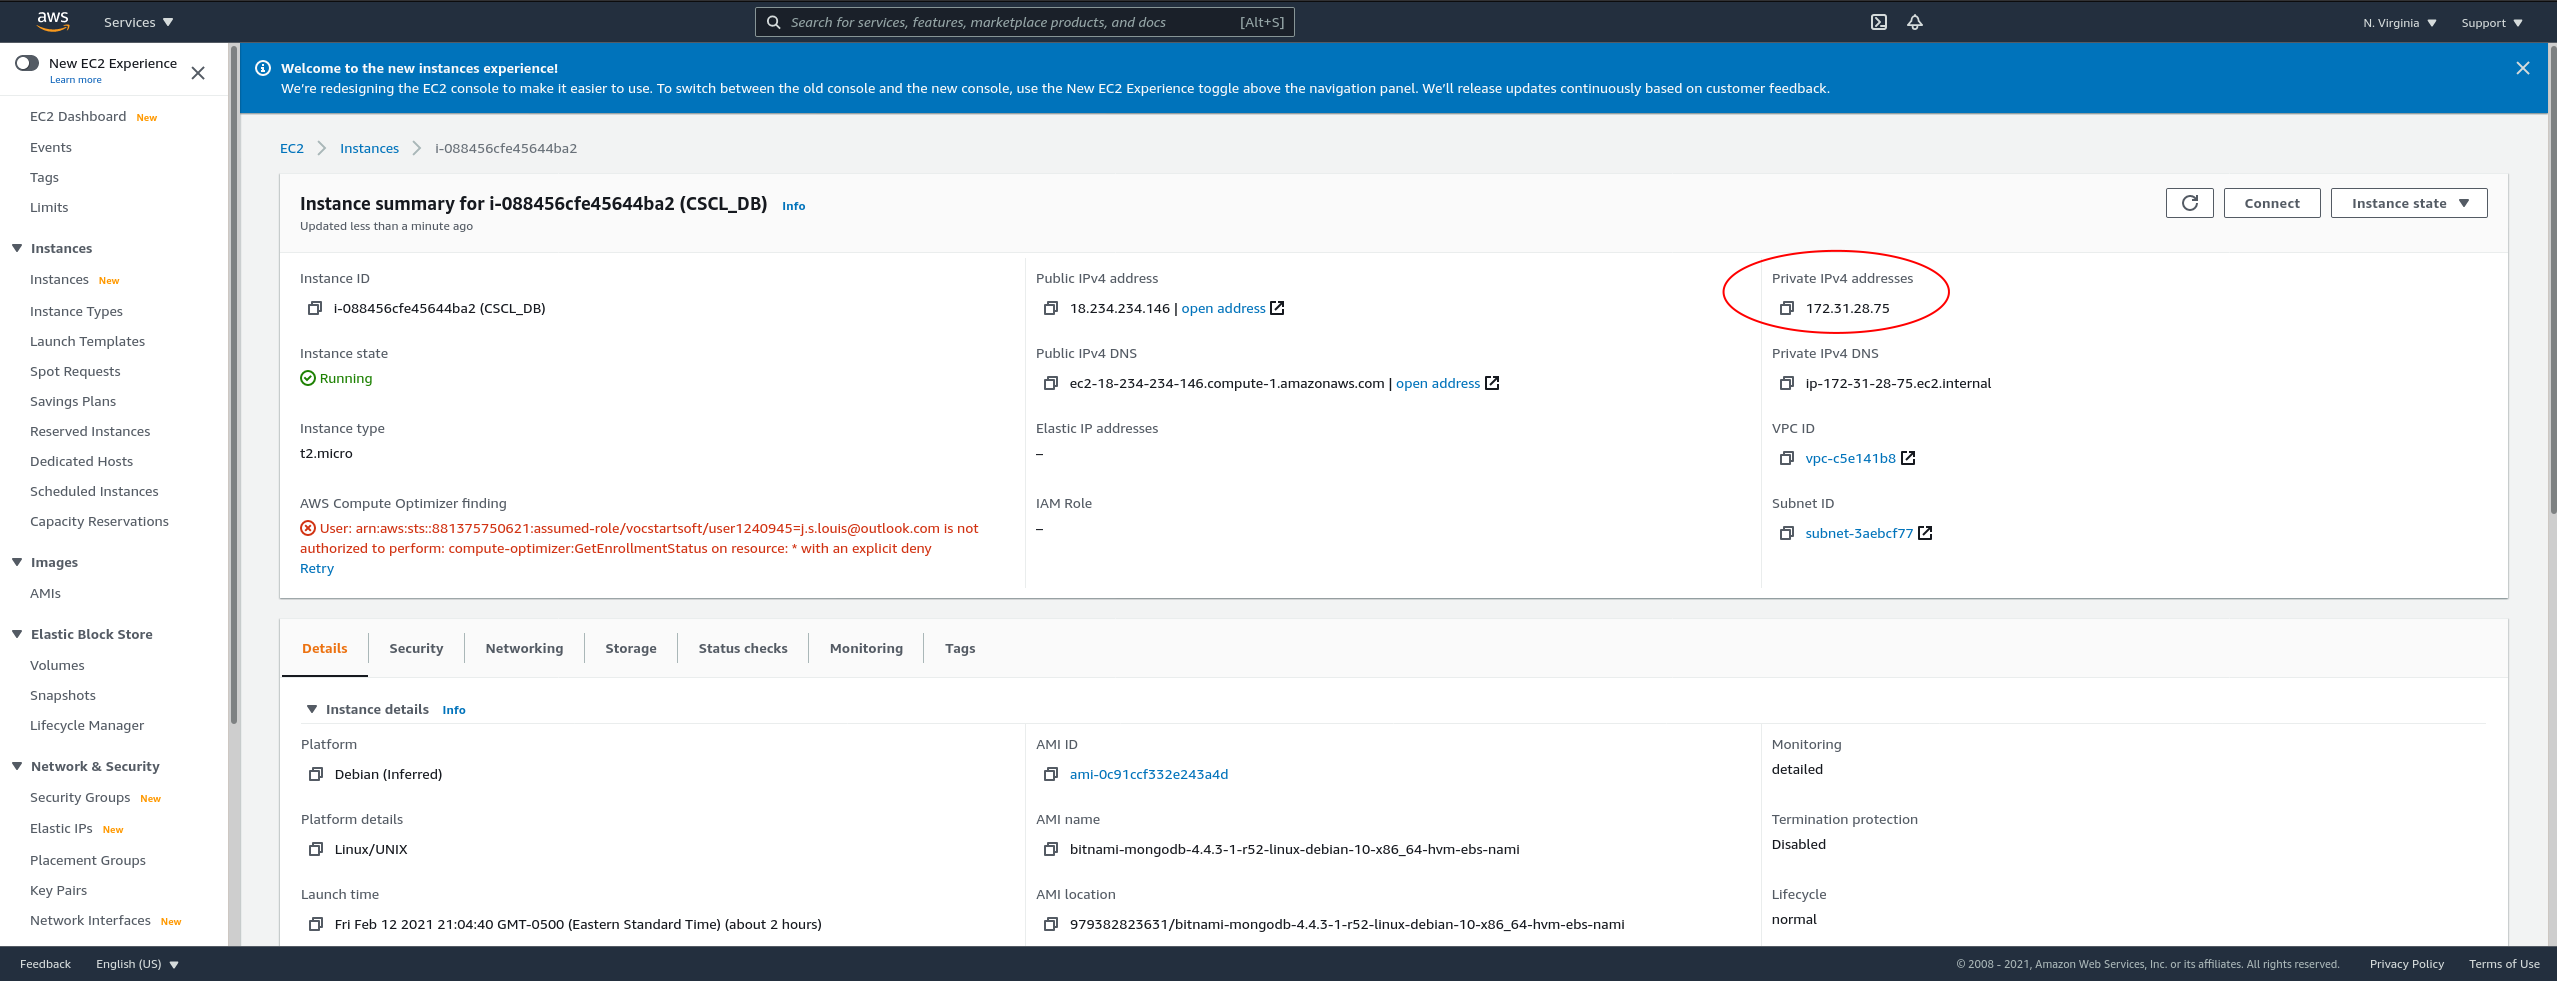 aws Services Search for services, features, marketplace products, and docs [Alt+S] N. Virginia Support
New EC2 Experience
Learn more
EC2 Dashboard New
Events
Tags
Limits
Instances
Instances New
Instance Types
Launch Templates
Spot Requests
Savings Plans
Reserved Instances
Dedicated Hosts
Scheduled Instances
Capacity Reservations
Images
AMIs
Elastic Block Store
Volumes
Snapshots
Lifecycle Manager
Network & Security
Security Groups New
Elastic IPs New
Placement Groups
Key Pairs
Network Interfaces New
Welcome to the new instances experience!
We're redesigning the EC2 console to make it easier to use. To switch between the old console and the new console, use the New EC2 Experience toggle above the navigation panel. We'll release updates continuously based on customer feedback.
EC2 Instances i-088456cfe45644ba2
Instance summary for i-088456cfe45644ba2 (CSCL_DB) Info
Updated less than a minute ago
Connect Instance state
Instance ID
i-088456cfe45644ba2 (CSCL_DB)
Instance state
Running
Instance type
t2.micro
AWS Compute Optimizer finding
User: arn:aws:sts::881375750621:assumed-role/vocstartsoft/user1240945=j.s.louis@outlook.com is not
authorized to perform: compute-optimizer:GetEnrollmentStatus on resource: * with an explicit deny
Retry
Public IPv4 address
18.234.234.146 | open address
Public IPv4 DNS
ec2-18-234-234-146.compute-1.amazonaws.com | open address
Elastic IP addresses
–
IAM Role
–
Private IPv4 addresses
172.31.28.75
Private IPv4 DNS
ip-172-31-28-75.ec2.internal
VPC ID
vpc-c5e141b8
Subnet ID
subnet-3aebcf77
Details Security Networking Storage Status checks Monitoring Tags
Instance details Info
Platform
Debian (Inferred)
Platform details
Linux/UNIX
Launch time
Fri Feb 12 2021 21:04:40 GMT-0500 (Eastern Standard Time) (about 2 hours)
AMI ID
ami-0c91ccf332e243a4d
AMI name
bitnami-mongodb-4.4.3-1-r52-linux-debian-10-x86_64-hvm-ebs-nami
AMI location
979382823631/bitnami-mongodb-4.4.3-1-r52-linux-debian-10-x86_64-hvm-ebs-nami
Monitoring
detailed
Termination protection
Disabled
Lifecycle
normal
Feedback English (US) © 2008 - 2021, Amazon Web Services, Inc. or its affiliates. All rights reserved. Privacy Policy Terms of Use